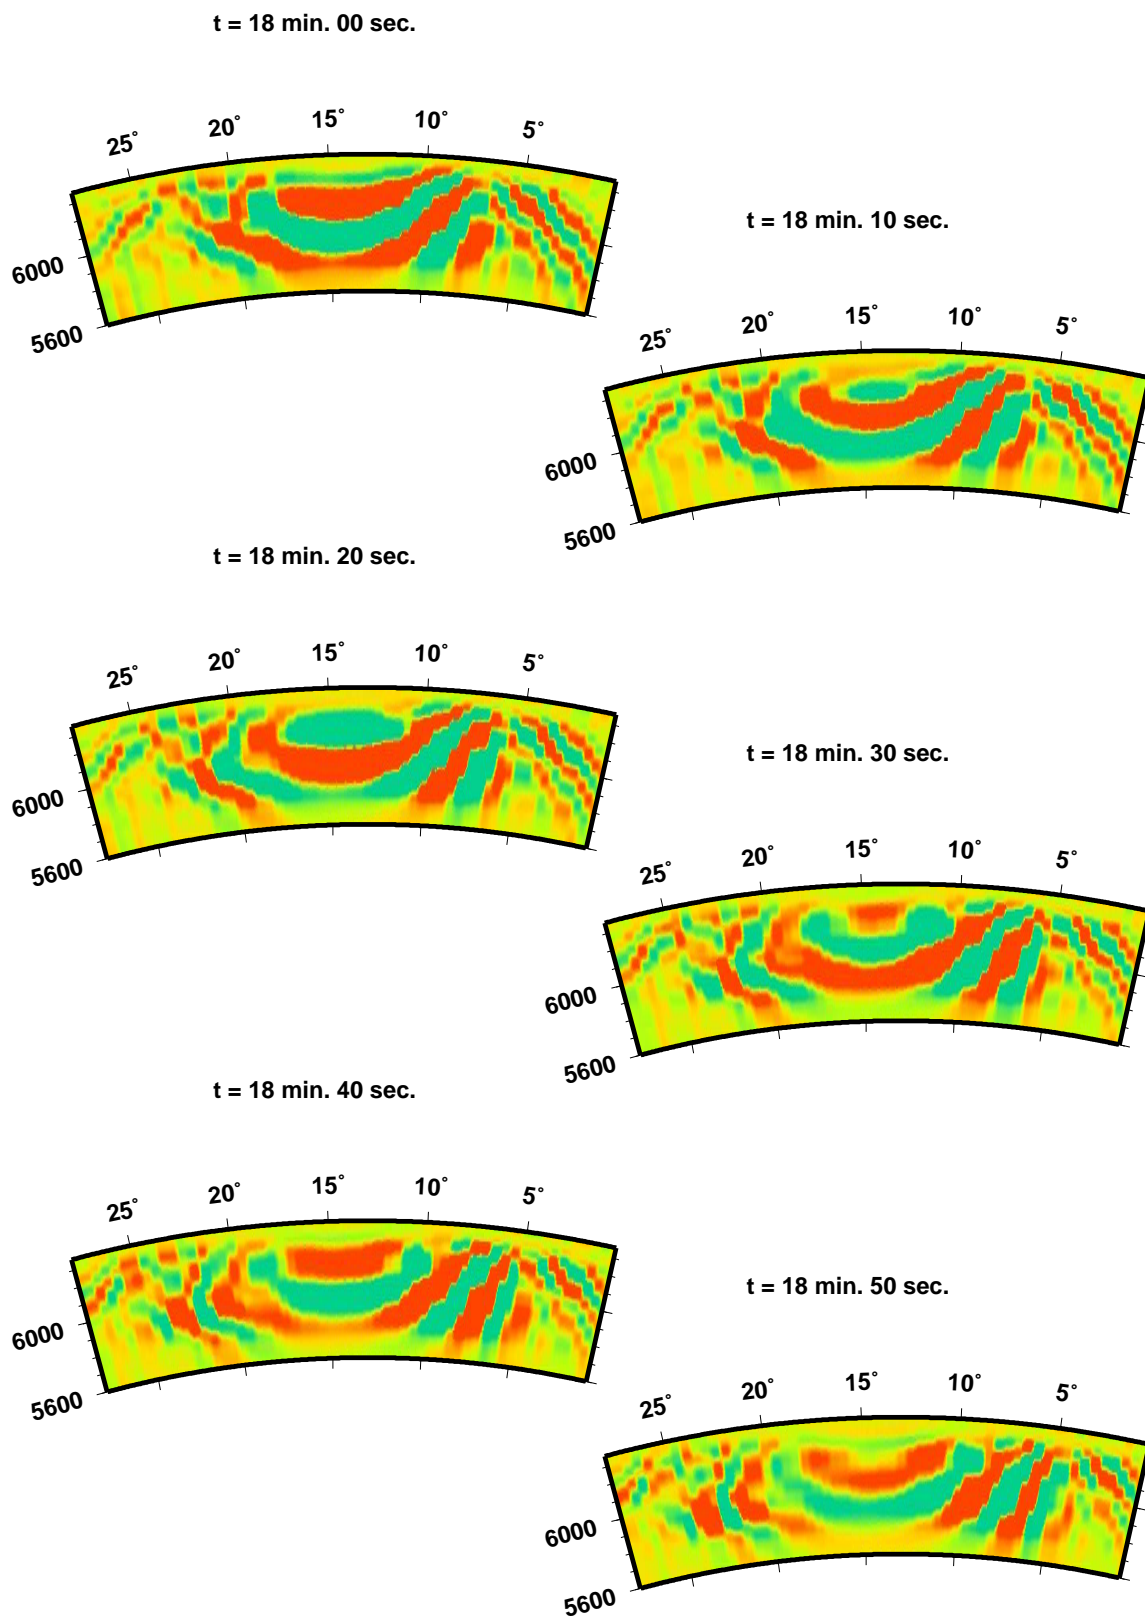 t = 18 min. 00 sec.
25° 20° 15° 10° 5°
6000
5600
t = 18 min. 10 sec.
25° 20° 15° 10° 5°
6000
5600
t = 18 min. 20 sec.
25° 20° 15° 10° 5°
6000
5600
t = 18 min. 30 sec.
25° 20° 15° 10° 5°
6000
5600
t = 18 min. 40 sec.
25° 20° 15° 10° 5°
6000
5600
t = 18 min. 50 sec.
25° 20° 15° 10° 5°
6000
5600